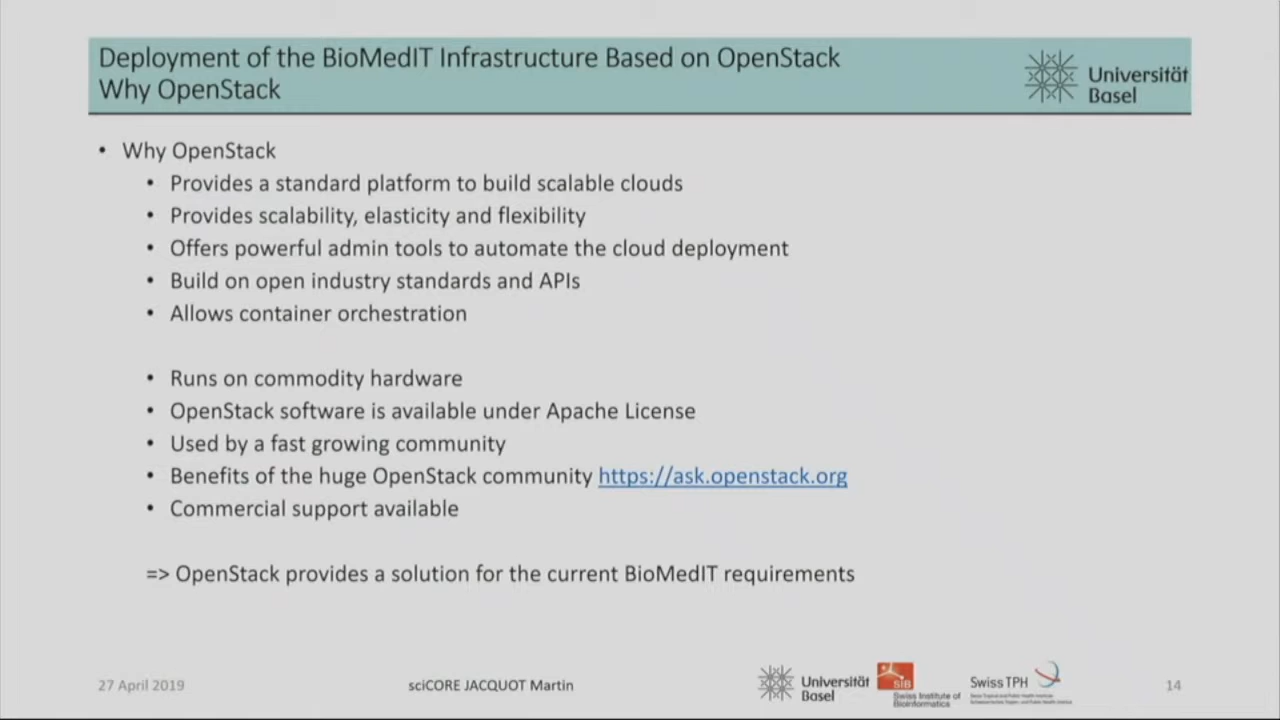 Deployment of the BioMedIT Infrastructure Based on OpenStack
Why OpenStack
Universität
Basel
• Why OpenStack
• Provides a standard platform to build scalable clouds
• Provides scalability, elasticity and flexibility
• Offers powerful admin tools to automate the cloud deployment
• Build on open industry standards and APIs
• Allows container orchestration
• Runs on commodity hardware
• OpenStack software is available under Apache License
• Used by a fast growing community
• Benefits of the huge OpenStack community https://ask.openstack.org
• Commercial support available
=> OpenStack provides a solution for the current BioMedIT requirements
27 April 2019
sciCORE JACQUOT Martin
Universität
Basel
SIB
Swiss Institute of
Bioinformatics
Swiss TPH
14